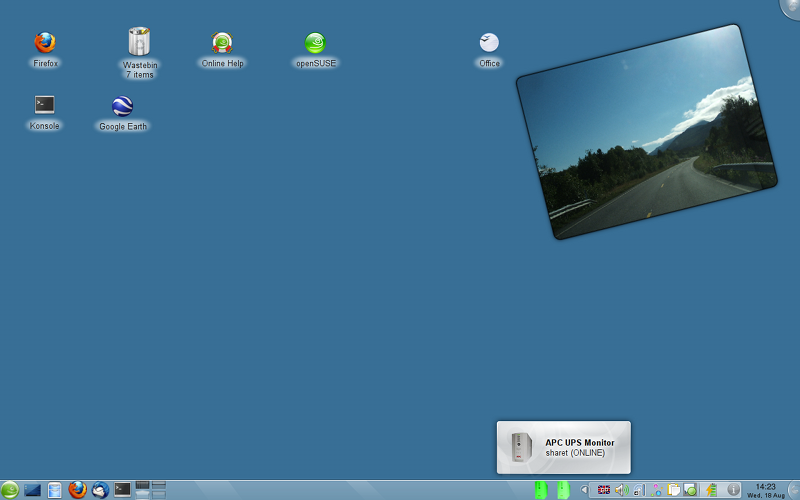 Firefox
Wastebin
7 items
Online Help
openSUSE
Office
Konsole
Google Earth
APC UPS Monitor
sharet (ONLINE)
14:23
Wed, 18 Aug